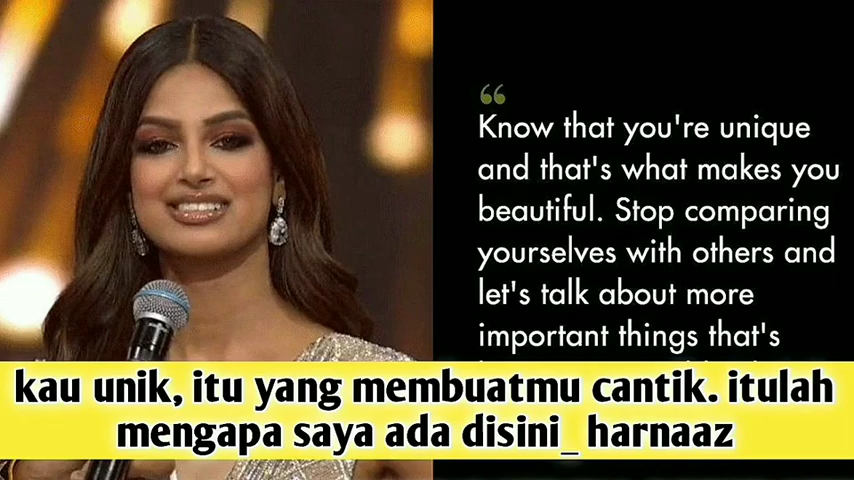 “
Know that you're unique
and that's what makes you
beautiful. Stop comparing
yourselves with others and
let's talk about more
important things that's
kau unik, itu yang membuatmu cantik. itulah
mengapa saya ada disini_ harnaaz